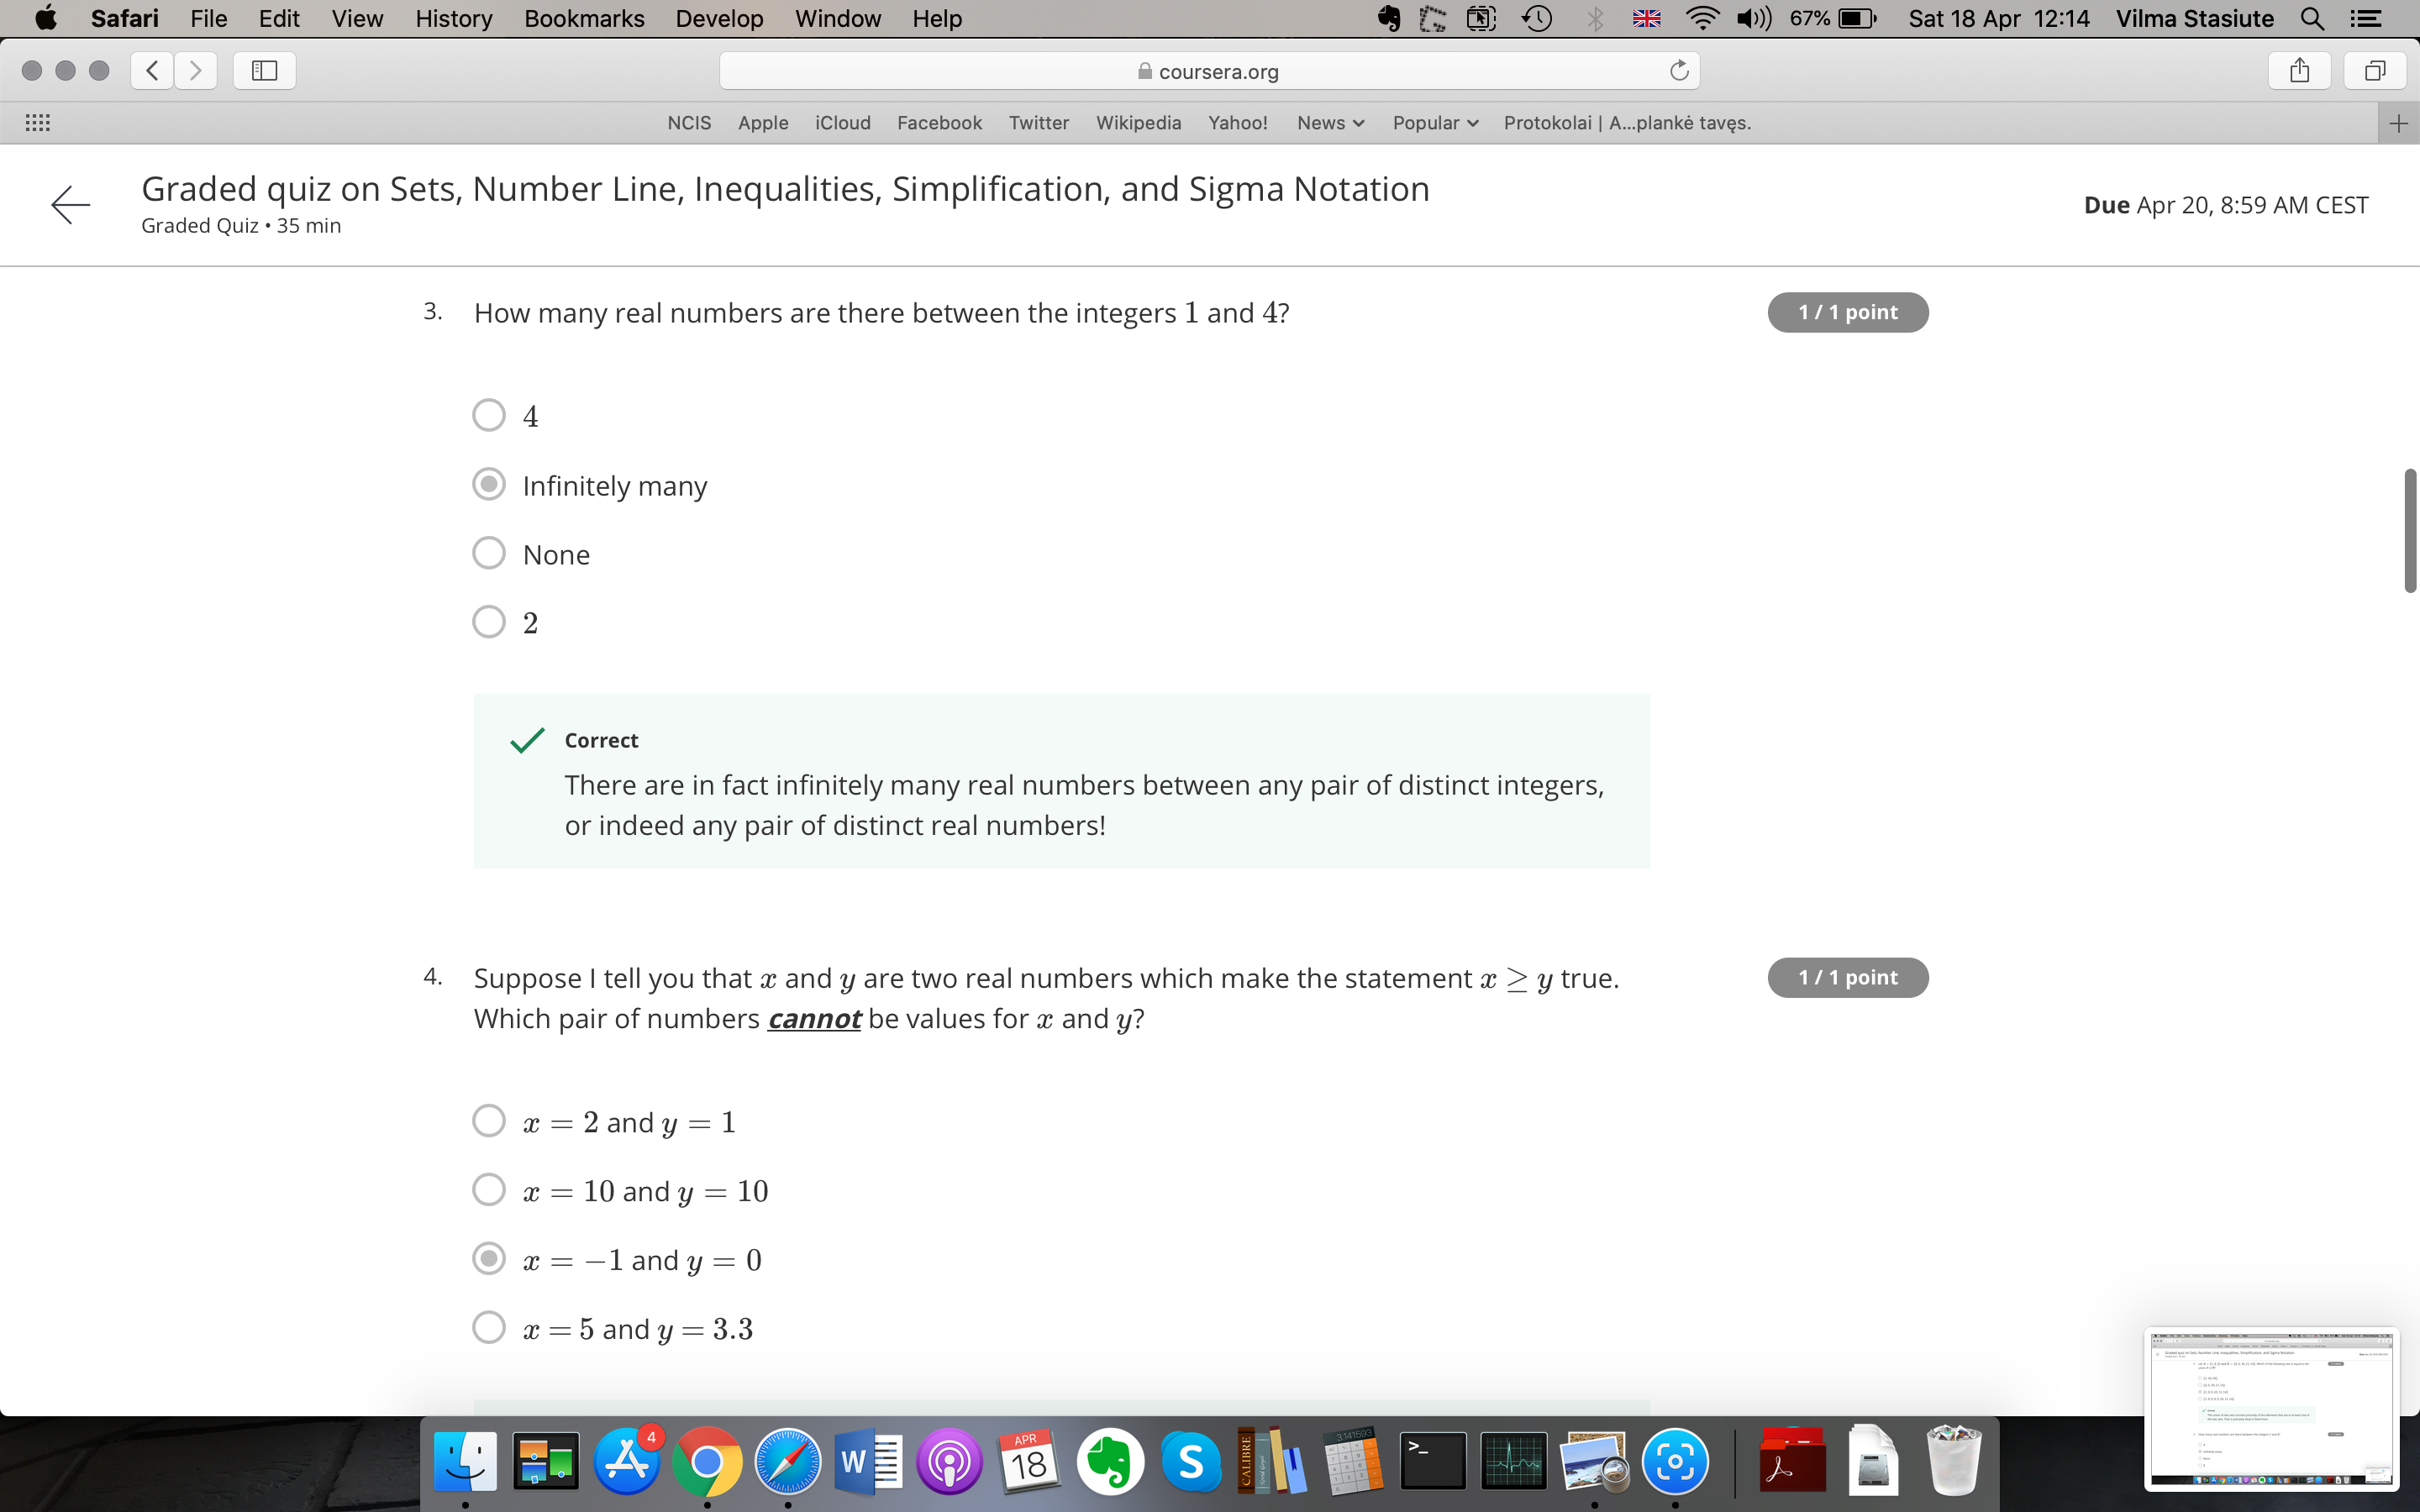 Safari File Edit View History Bookmarks Develop Window Help 67% Sat 18 Apr 12:14 Vilma Stasiute
coursera.org
NCIS Apple iCloud Facebook Twitter Wikipedia Yahoo! News Popular Protokolai | A...plankė tavęs.
Graded quiz on Sets, Number Line, Inequalities, Simplification, and Sigma Notation
Graded Quiz • 35 min
Due Apr 20, 8:59 AM CEST
3. How many real numbers are there between the integers 1 and 4?
1 / 1 point
4
Infinitely many
None
2
Correct
There are in fact infinitely many real numbers between any pair of distinct integers,
or indeed any pair of distinct real numbers!
4. Suppose I tell you that x and y are two real numbers which make the statement x ≥ y true.
Which pair of numbers cannot be values for x and y?
1 / 1 point
x = 2 and y = 1
x = 10 and y = 10
x = −1 and y = 0
x = 5 and y = 3.3
4
W
APR
18
S
CALIBRE
3.141593
>_